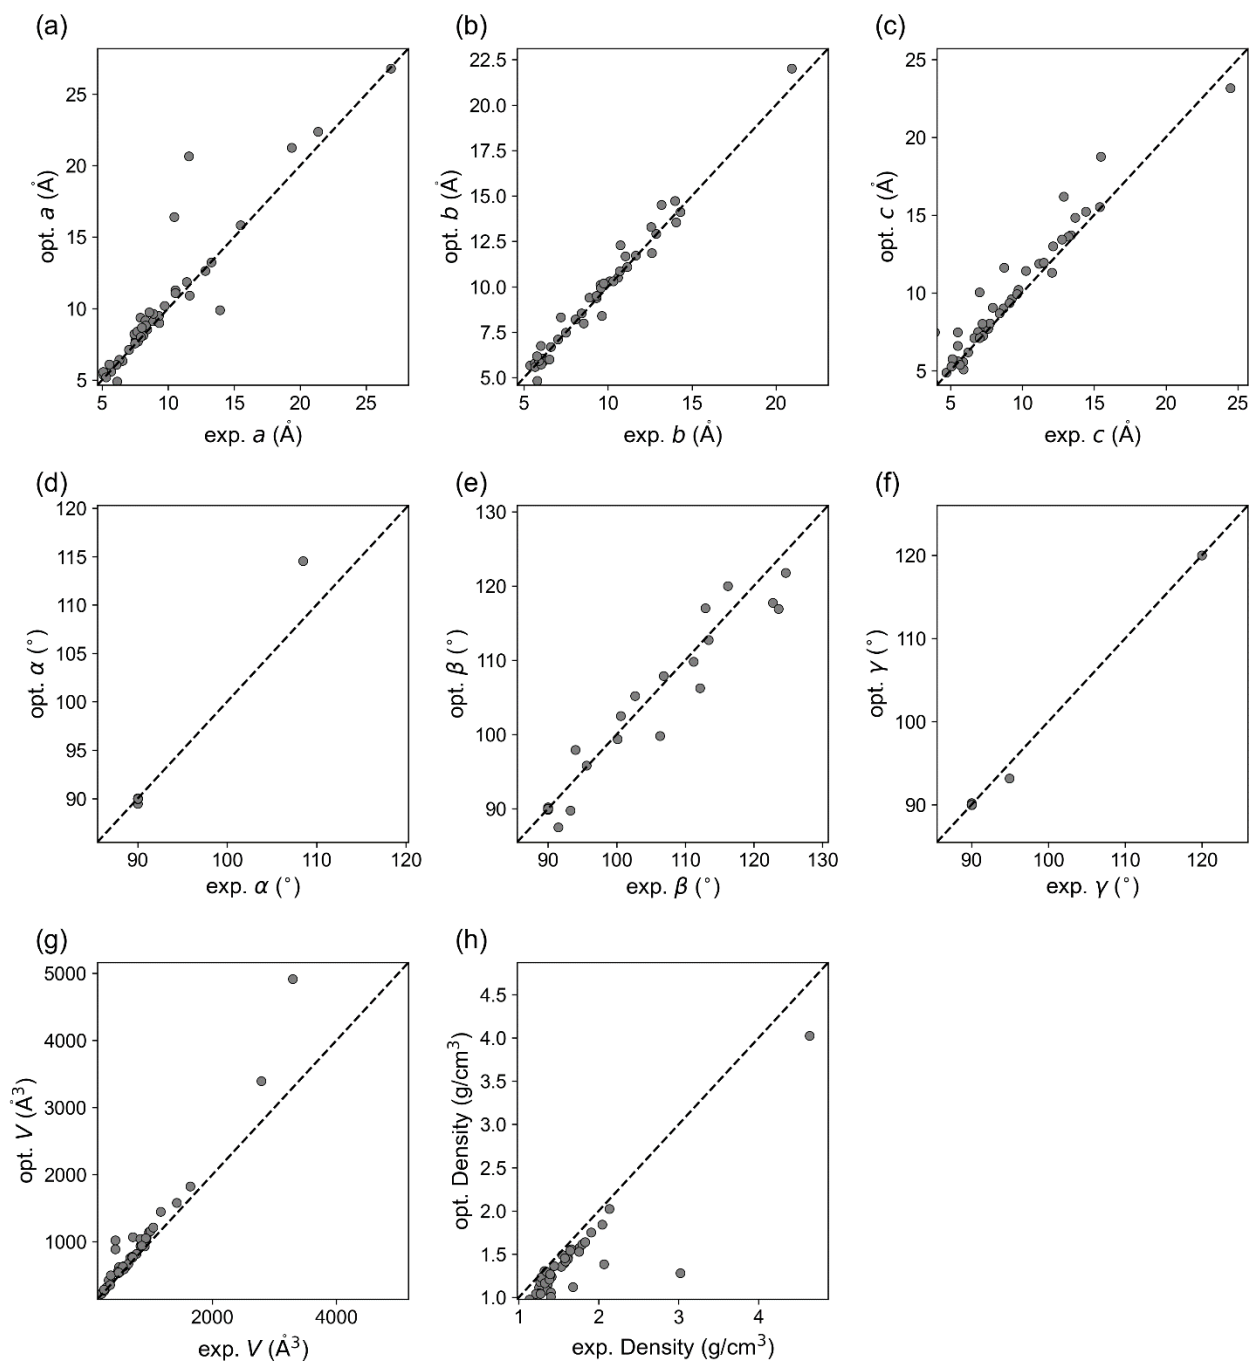 (a)
25
20
15
10
5
5 10 15 20 25
opt. a (Å)
exp. a (Å)
(b)
22.5
20.0
17.5
15.0
12.5
10.0
7.5
5.0
5 10 15 20
opt. b (Å)
exp. b (Å)
(c)
25
20
15
10
5
5 10 15 20 25
opt. c (Å)
exp. c (Å)
(d)
120
115
110
105
100
95
90
90 100 110 120
opt. α (°)
exp. α (°)
(e)
130
120
110
100
90
90 100 110 120 130
opt. β (°)
exp. β (°)
(f)
120
110
100
90
90 100 110 120
opt. γ (°)
exp. γ (°)
(g)
5000
4000
3000
2000
1000
2000 4000
opt. V (Å³)
exp. V (Å³)
(h)
4.5
4.0
3.5
3.0
2.5
2.0
1.5
1.0
1 2 3 4
opt. Density (g/cm³)
exp. Density (g/cm³)